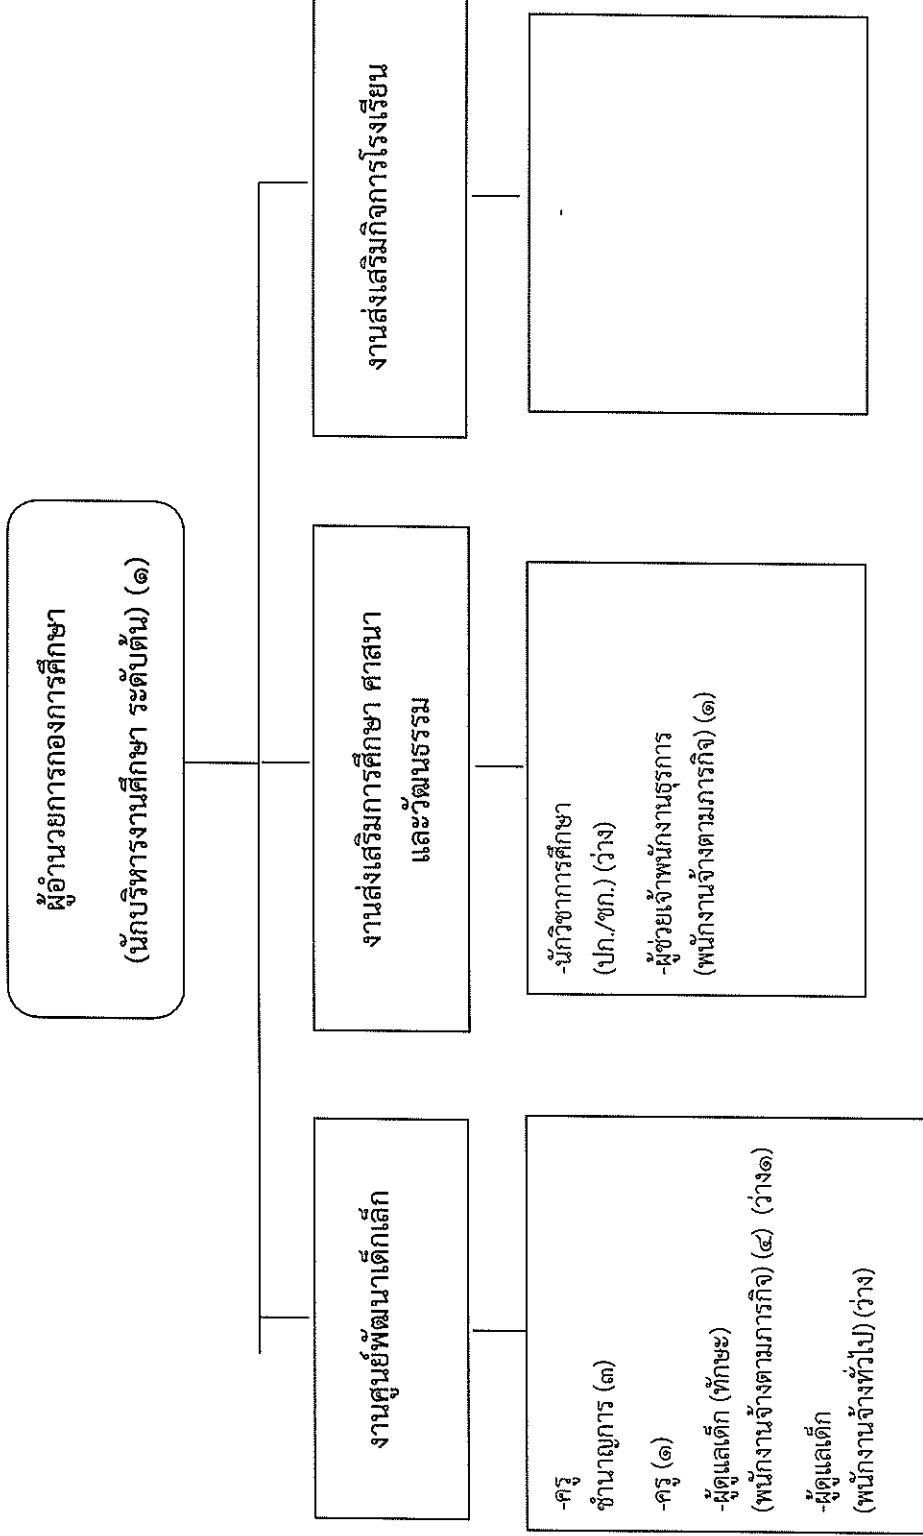 ผู้อำนวยการกองการศึกษา
(นักบริหารงานศึกษา ระดับต้น) (๑)
งานศูนย์พัฒนาเด็กเล็ก
งานส่งเสริมการศึกษา ศาสนา
และวัฒนธรรม
งานส่งเสริมกิจการโรงเรียน
-ครู
ชำนาญการ (๓)
-ครู (๑)
-ผู้ดูแลเด็ก (ทักษะ)
(พนักงานจ้างตามภารกิจ) (๔) (ว่าง๑)
-ผู้ดูแลเด็ก
(พนักงานจ้างทั่วไป) (ว่าง)
-นักวิชาการศึกษา
(ปก./ชก.) (ว่าง)
-ผู้ช่วยเจ้าพนักงานธุรการ
(พนักงานจ้างตามภารกิจ) (๑)
-